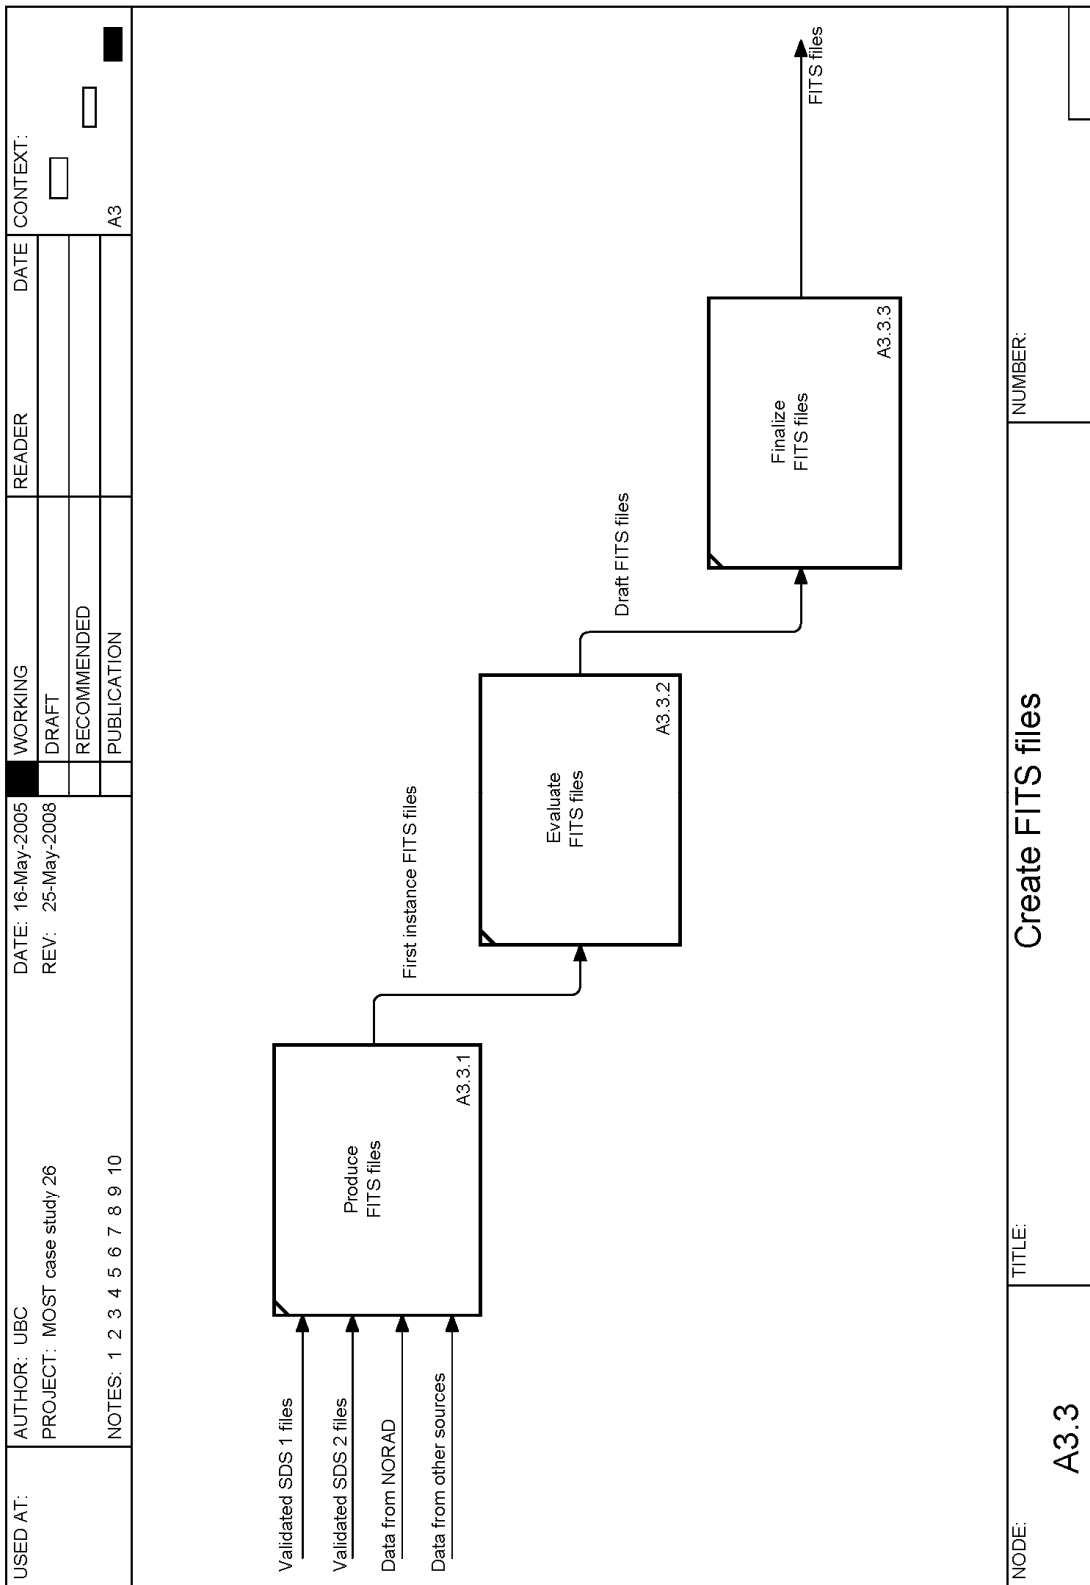 USED AT:
AUTHOR: UBC
DATE: 16-May-2005
WORKING
READER
DATE
CONTEXT:
PROJECT: MOST case study 26
REV: 25-May-2008
DRAFT
RECOMMENDED
NOTES: 1 2 3 4 5 6 7 8 9 10
PUBLICATION
A3
Validated SDS 1 files
Validated SDS 2 files
Data from NORAD
Data from other sources
Produce
FITS files
A3.3.1
First instance FITS files
Evaluate
FITS files
A3.3.2
Draft FITS files
Finalize
FITS files
A3.3.3
FITS files
NODE:
TITLE:
NUMBER:
A3.3
Create FITS files